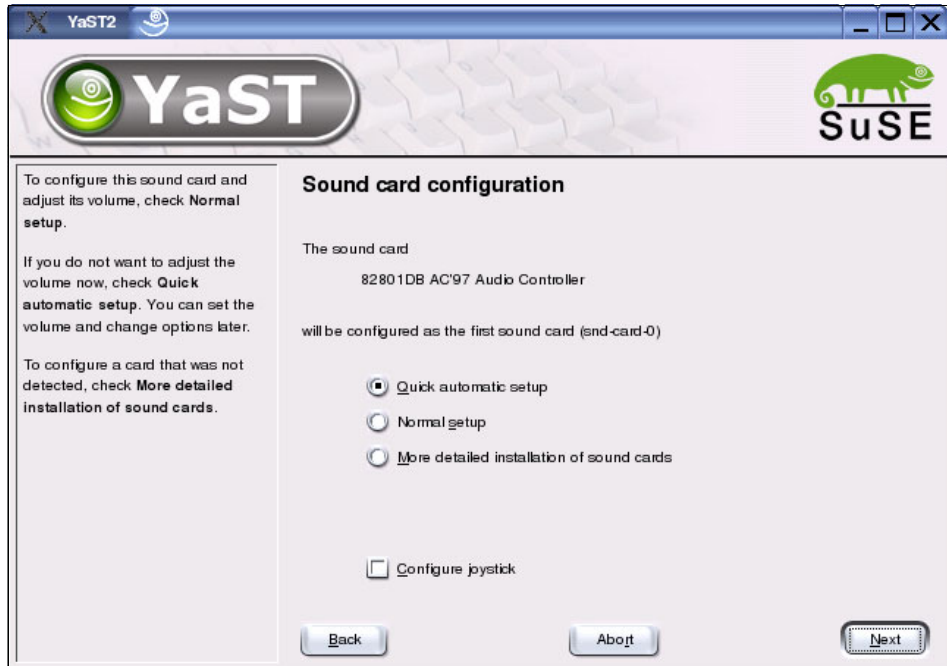 YaST2
YaST
SuSE
To configure this sound card and
adjust its volume, check Normal
setup.
If you do not want to adjust the
volume now, check Quick
automatic setup. You can set the
volume and change options later.
To configure a card that was not
detected, check More detailed
installation of sound cards.
Sound card configuration
The sound card
82801DB AC'97 Audio Controller
will be configured as the first sound card (snd-card-0)
Quick automatic setup
Normal setup
More detailed installation of sound cards
Configure joystick
Back
Abort
Next